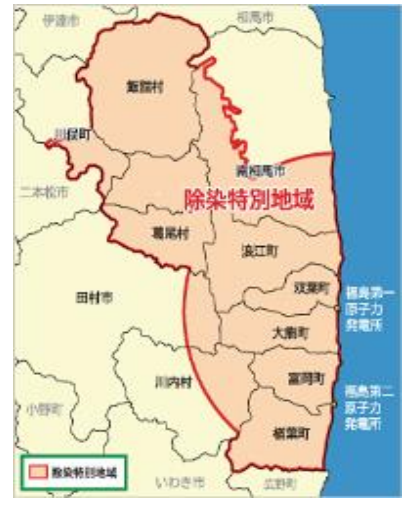 伊達市
相馬市
飯舘村
川俣町
南相馬市
二本松市
除染特別地域
葛尾村
浪江町
双葉町
田村市
福島第一
原子力
発電所
大熊町
富岡町
川内村
福島第二
原子力
発電所
小野町
楢葉町
除染特別地域
いわき市
広野町